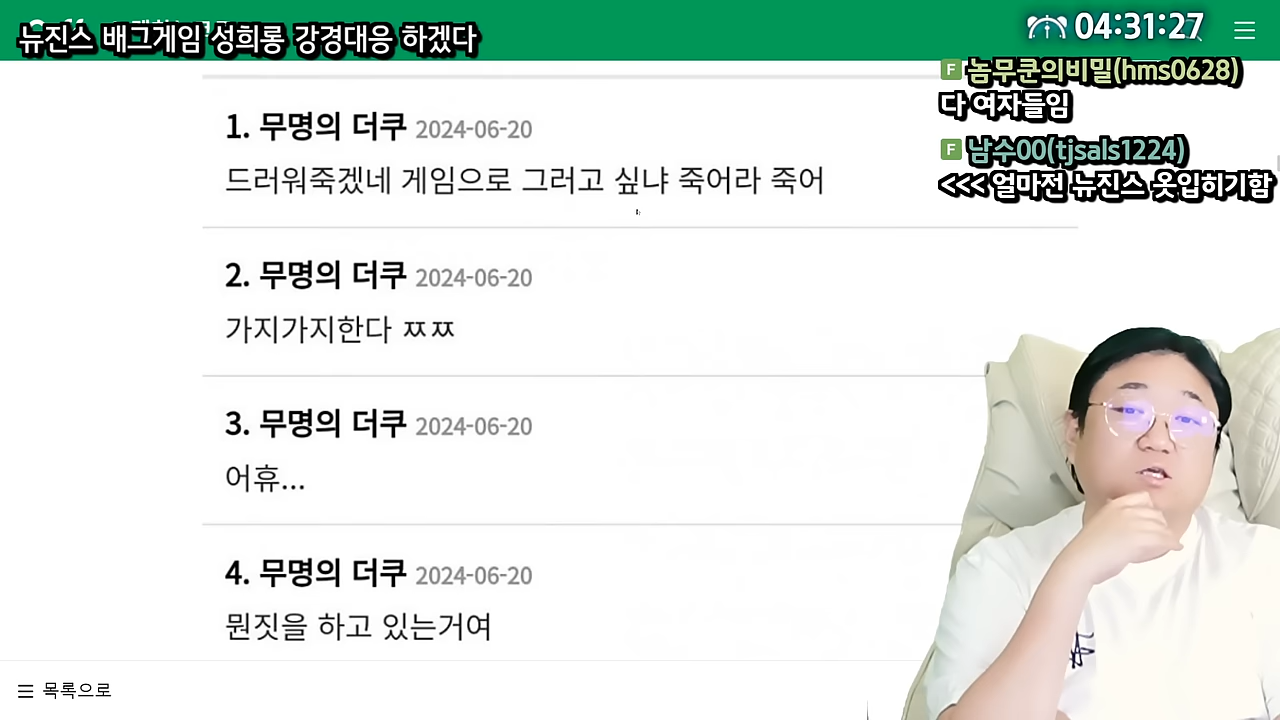 뉴진스 배그게임 성희롱 강경대응 하겠다
04:31:27
놈무쿤의비밀(hms0628)
다 여자들임
남수00(tjsals1224)
<<< 얼마전 뉴진스 옷입히기함
1. 무명의 더쿠 2024-06-20
드러워죽겠네 게임으로 그러고 싶냐 죽어라 죽어
2. 무명의 더쿠 2024-06-20
가지가지한다 ㅉㅉ
3. 무명의 더쿠 2024-06-20
어휴...
4. 무명의 더쿠 2024-06-20
뭔짓을 하고 있는거여
목록으로